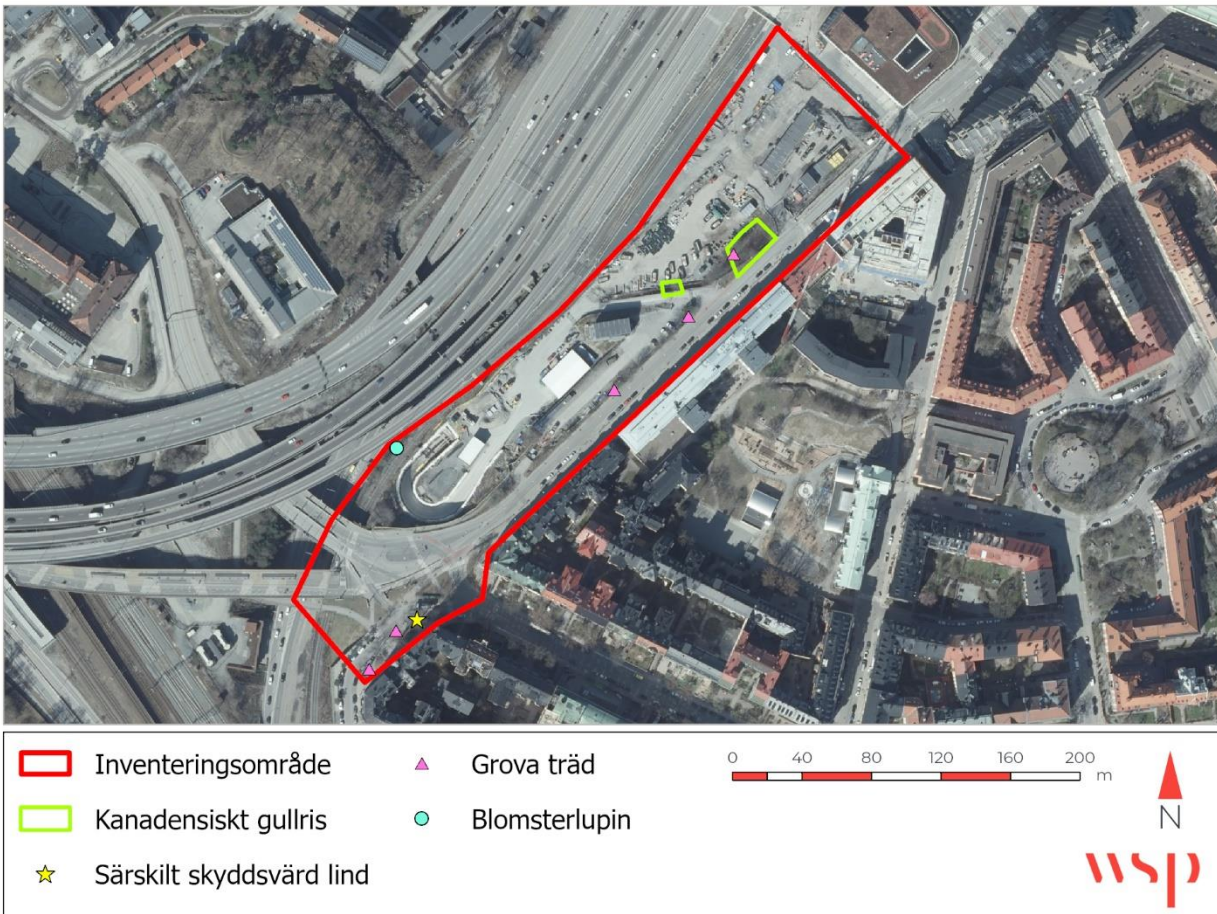 Inventeringsområde
Kanadensiskt gullris
Särskilt skyddsvärd lind
Grova träd
Blomsterlupin
0 40 80 120 160 200
m
N
wsp